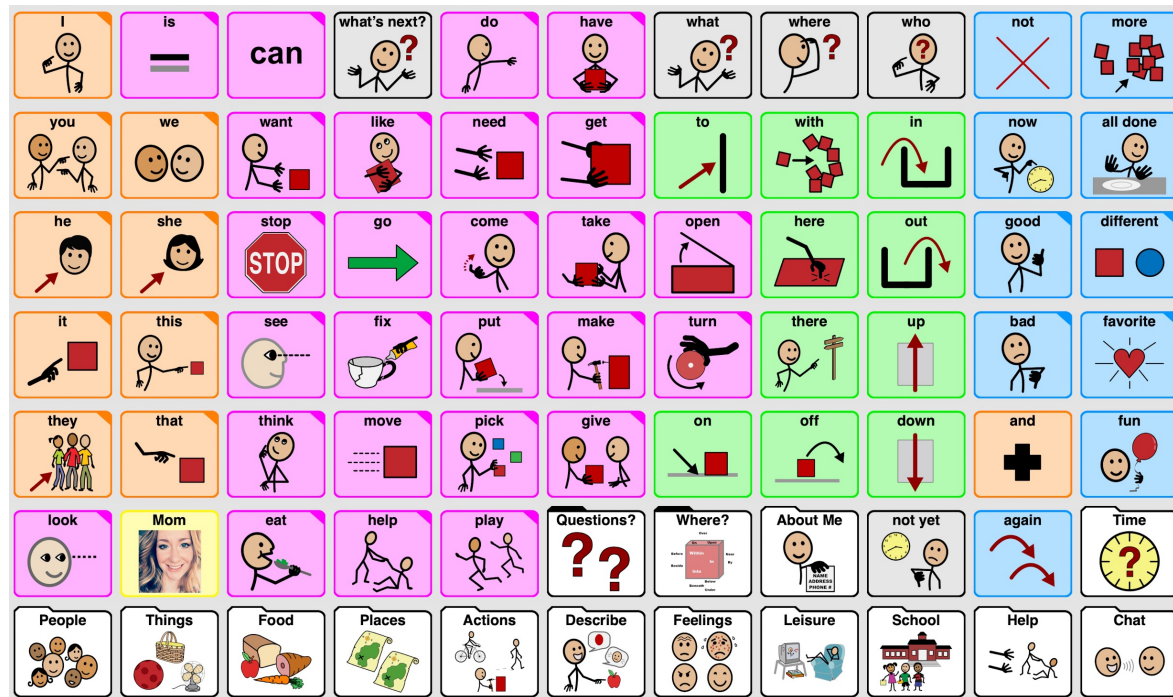 I
is
can
what's next?
do
have
what
where
who
not
more
you
we
want
like
need
get
to
with
in
now
all done
he
she
stop
STOP
go
come
take
open
here
out
good
different
it
this
see
fix
put
make
turn
there
up
bad
favorite
they
that
think
move
pick
give
on
off
down
and
fun
look
Mom
eat
help
play
Questions?
Where?
About Me
NAME
ADDRESS
PHONE #
not yet
again
Time
People
Things
Food
Places
Actions
Describe
Feelings
Leisure
School
Help
Chat